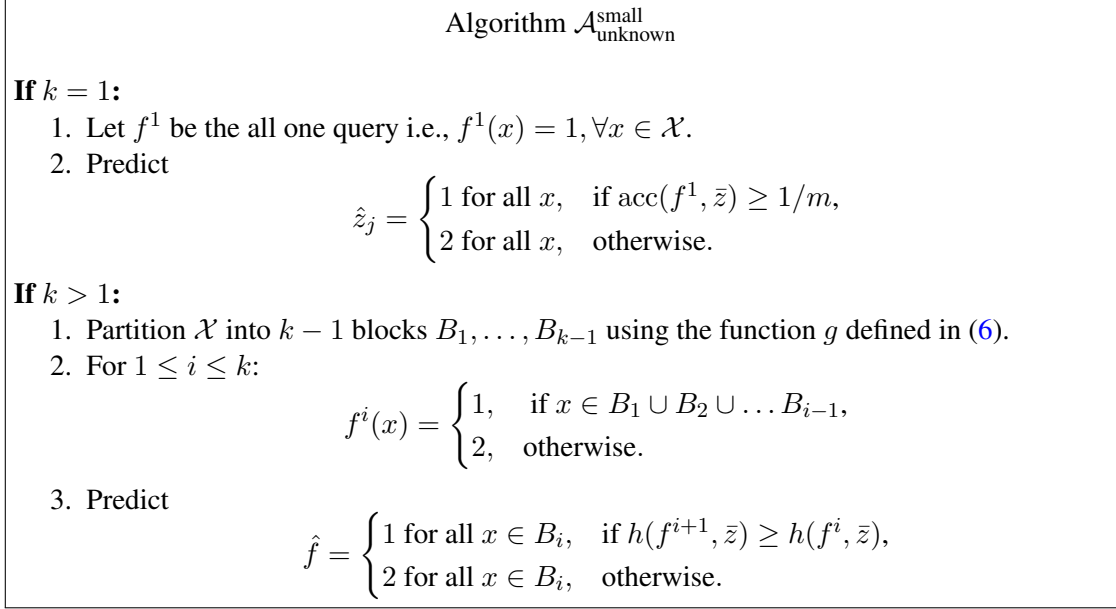 Algorithm $\mathcal{A}_{\text{unknown}}^{\text{small}}$
If $k = 1$:
1. Let $f^1$ be the all one query i.e., $f^1(x) = 1, \forall x \in \mathcal{X}$.
2. Predict
$\hat{z}_j = \begin{cases} 1 \text{ for all } x, & \text{if } \mathrm{acc}(f^1, \bar{z}) \geq 1/m, \\ 2 \text{ for all } x, & \text{otherwise.} \end{cases}$
If $k > 1$:
1. Partition $\mathcal{X}$ into $k - 1$ blocks $B_1, \ldots, B_{k-1}$ using the function $g$ defined in (6).
2. For $1 \leq i \leq k$:
$f^i(x) = \begin{cases} 1, & \text{if } x \in B_1 \cup B_2 \cup \ldots B_{i-1}, \\ 2, & \text{otherwise.} \end{cases}$
3. Predict
$\hat{f} = \begin{cases} 1 \text{ for all } x \in B_i, & \text{if } h(f^{i+1}, \bar{z}) \geq h(f^i, \bar{z}), \\ 2 \text{ for all } x \in B_i, & \text{otherwise.} \end{cases}$